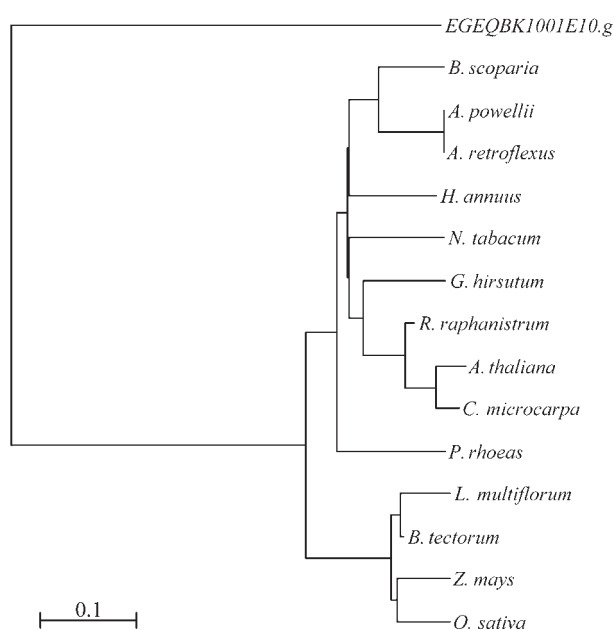 EGEQBK1001E10.g
B. scoparia
A. powellii
A. retroflexus
H. annuus
N. tabacum
G. hirsutum
R. raphanistrum
A. thaliana
C. microcarpa
P. rhoeas
L. multiflorum
B. tectorum
Z. mays
O. sativa
0.1